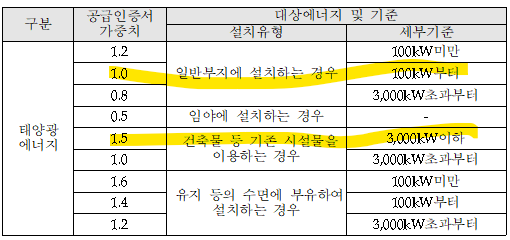 구분 공급인증서 가중치 대상에너지 및 기준
설치유형 세부기준
태양광 에너지
1.2 일반부지에 설치하는 경우 100kW미만
1.0 100kW부터
0.8 3,000kW초과부터
0.5 임야에 설치하는 경우 -
1.5 건축물 등 기존 시설물을 이용하는 경우 3,000kW이하
1.0 3,000kW초과부터
1.6 유지 등의 수면에 부유하여 설치하는 경우 100kW미만
1.4 100kW부터
1.2 3,000kW초과부터